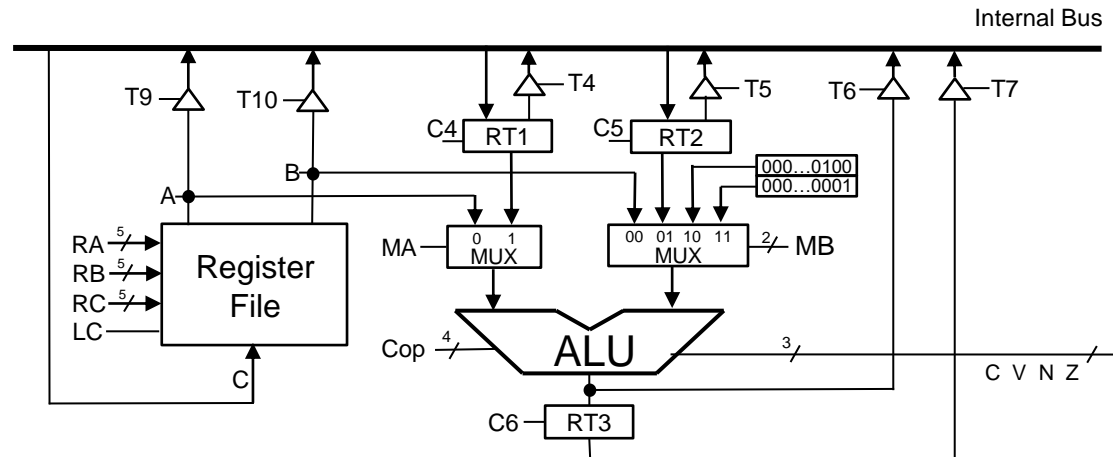 Internal Bus
T9
T10
T4
T5
T6
T7
C4
RT1
C5
RT2
000...0100
000...0001
B
A
RA
5
RB
5
RC
5
LC
Register
File
C
MA
0 1
MUX
00 01 10 11
MUX
2
MB
Cop
4
ALU
3
C V N Z
C6
RT3